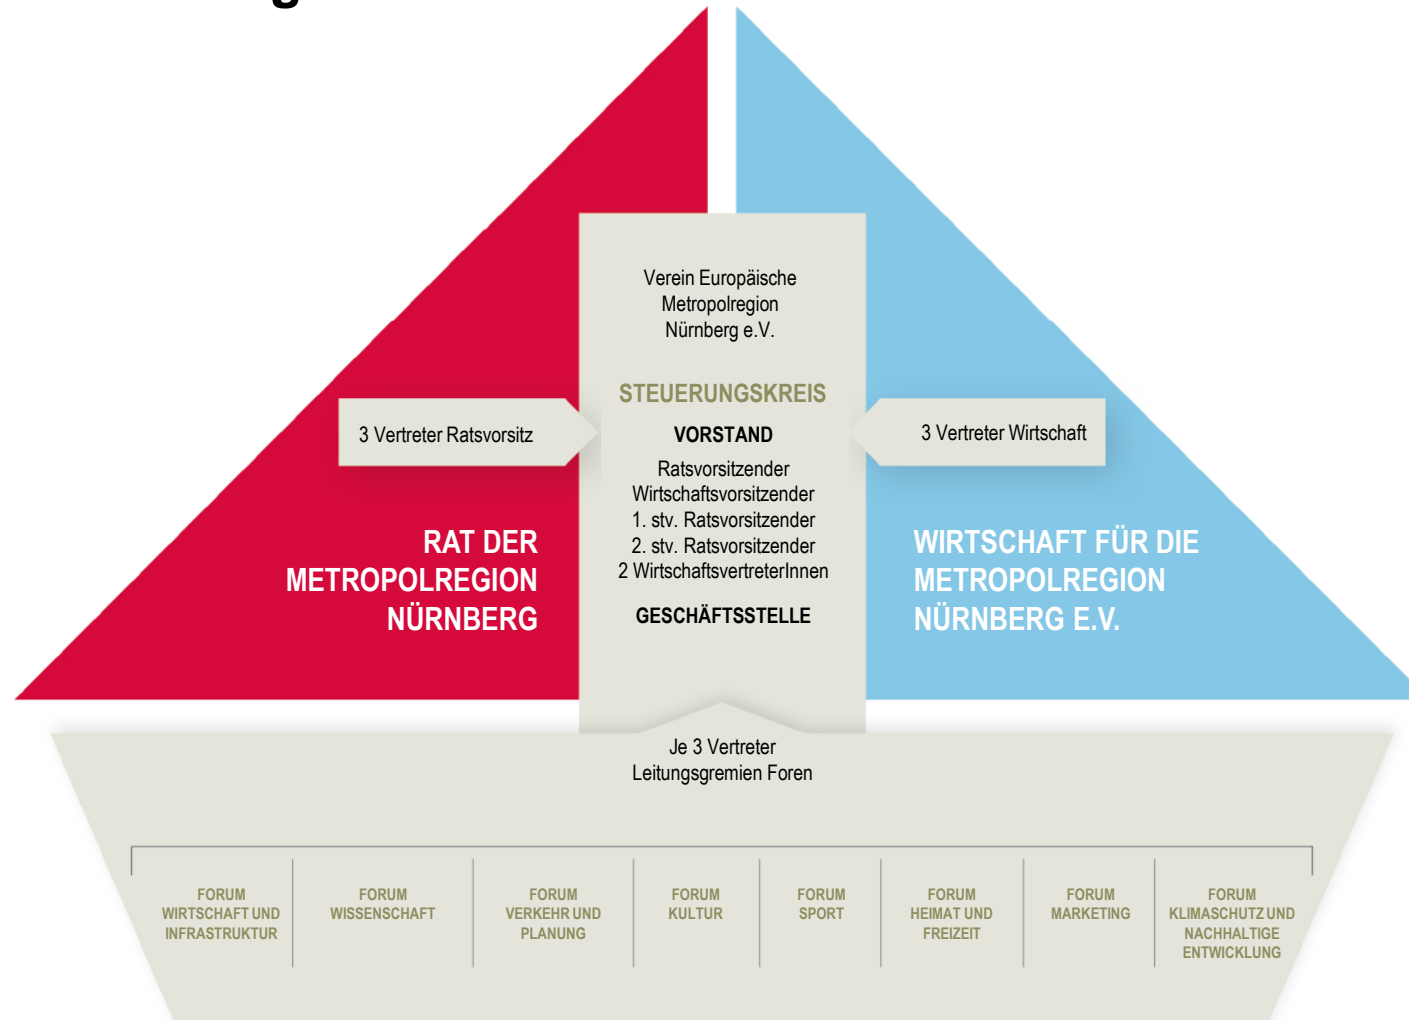 Verein Europäische
Metropolregion
Nürnberg e.V.
STEUERUNGSKREIS
3 Vertreter Ratsvorsitz
VORSTAND
3 Vertreter Wirtschaft
Ratsvorsitzender
Wirtschaftsvorsitzender
1. stv. Ratsvorsitzender
2. stv. Ratsvorsitzender
2 WirtschaftsvertreterInnen
GESCHÄFTSSTELLE
RAT DER
METROPOLREGION
NÜRNBERG
WIRTSCHAFT FÜR DIE
METROPOLREGION
NÜRNBERG E.V.
Je 3 Vertreter
Leitungsgremien Foren
FORUM
WIRTSCHAFT UND
INFRASTRUKTUR
FORUM
WISSENSCHAFT
FORUM
VERKEHR UND
PLANUNG
FORUM
KULTUR
FORUM
SPORT
FORUM
HEIMAT UND
FREIZEIT
FORUM
MARKETING
FORUM
KLIMASCHUTZ UND
NACHHALTIGE
ENTWICKLUNG